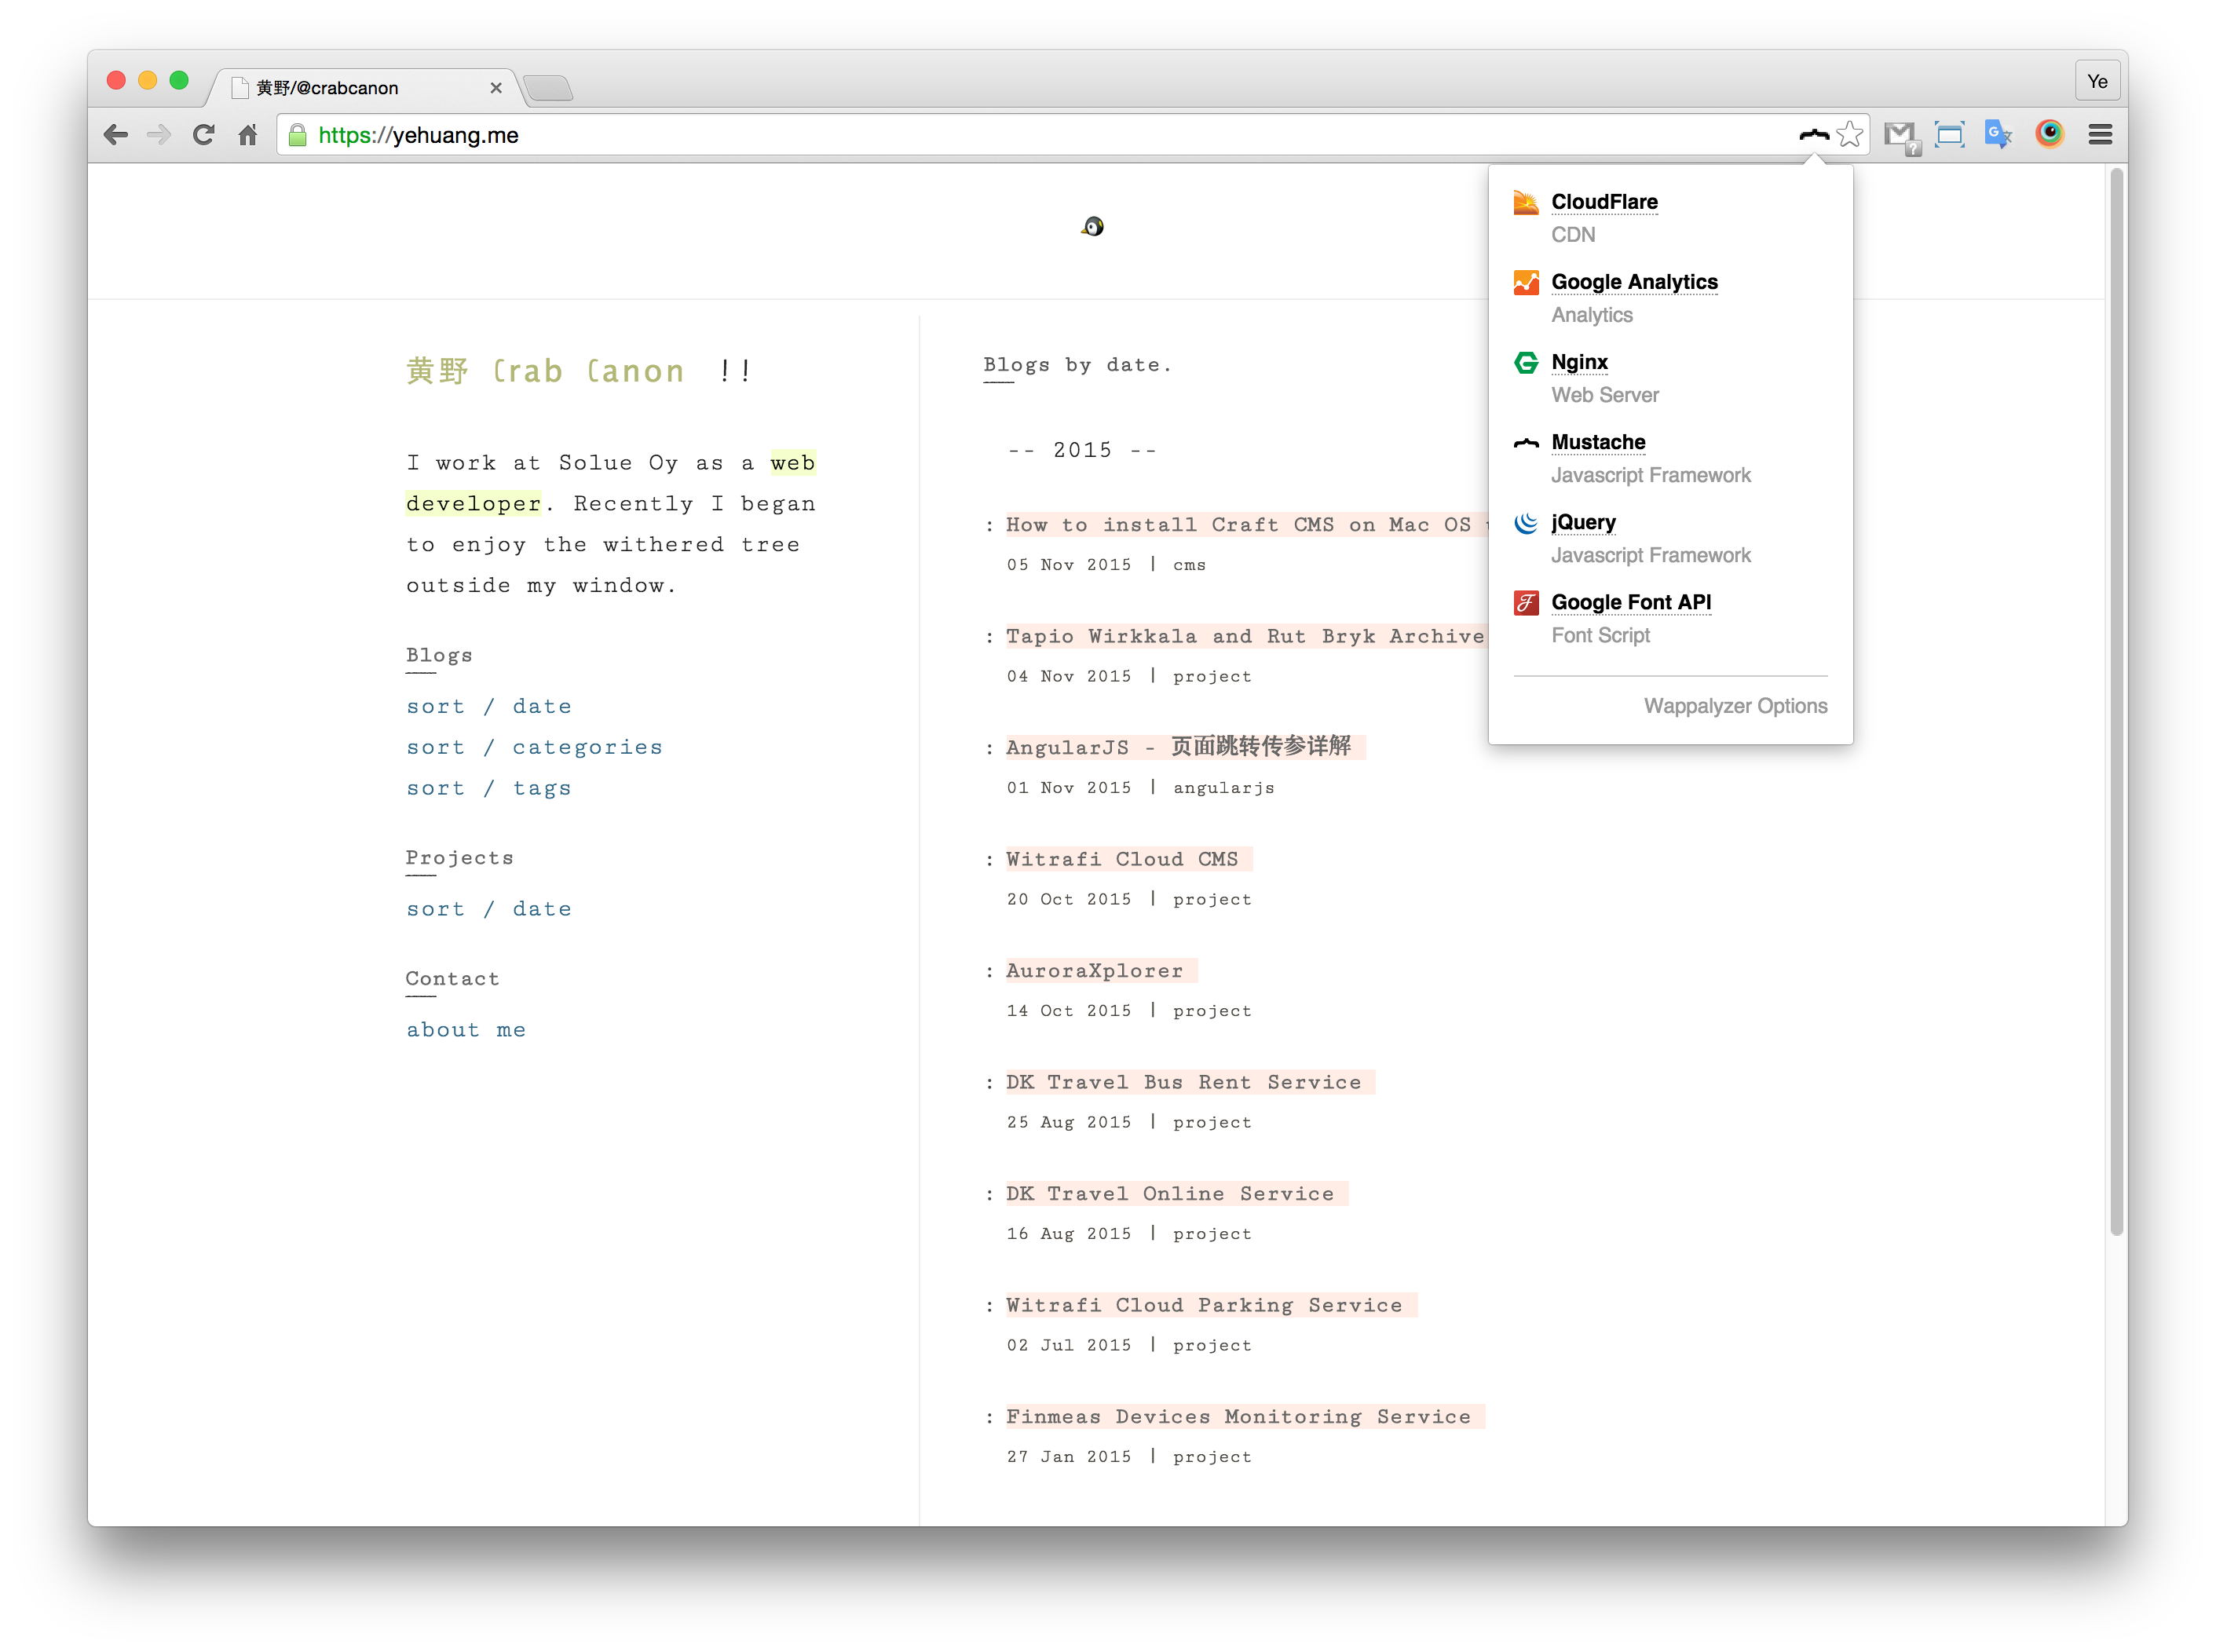 黄野/@crabcanon
Ye
https://yehuang.me
黄野 Crab Canon !!
I work at Solue Oy as a web
developer. Recently I began
to enjoy the withered tree
outside my window.
Blogs
sort / date
sort / categories
sort / tags
Projects
sort / date
Contact
about me
Blogs by date.
-- 2015 --
: How to install Craft CMS on Mac OS
05 Nov 2015 | cms
: Tapio Wirkkala and Rut Bryk Archive
04 Nov 2015 | project
: AngularJS - 页面跳转传参详解
01 Nov 2015 | angularjs
: Witrafi Cloud CMS
20 Oct 2015 | project
: AuroraXplorer
14 Oct 2015 | project
: DK Travel Bus Rent Service
25 Aug 2015 | project
: DK Travel Online Service
16 Aug 2015 | project
: Witrafi Cloud Parking Service
02 Jul 2015 | project
: Finmeas Devices Monitoring Service
27 Jan 2015 | project
CloudFlare
CDN
Google Analytics
Analytics
Nginx
Web Server
Mustache
Javascript Framework
jQuery
Javascript Framework
Google Font API
Font Script
Wappalyzer Options